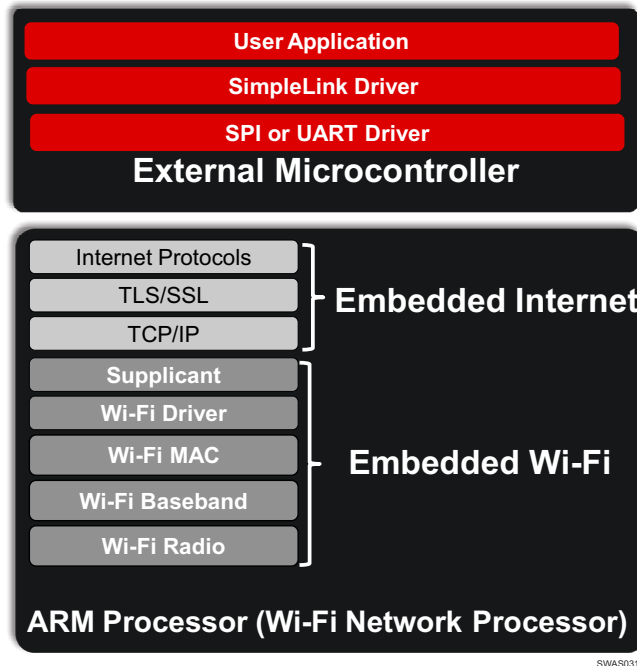 User Application
SimpleLink Driver
SPI or UART Driver
External Microcontroller
Internet Protocols
TLS/SSL
TCP/IP
Embedded Internet
Supplicant
Wi-Fi Driver
Wi-Fi MAC
Wi-Fi Baseband
Wi-Fi Radio
Embedded Wi-Fi
ARM Processor (Wi-Fi Network Processor)
SWAS031